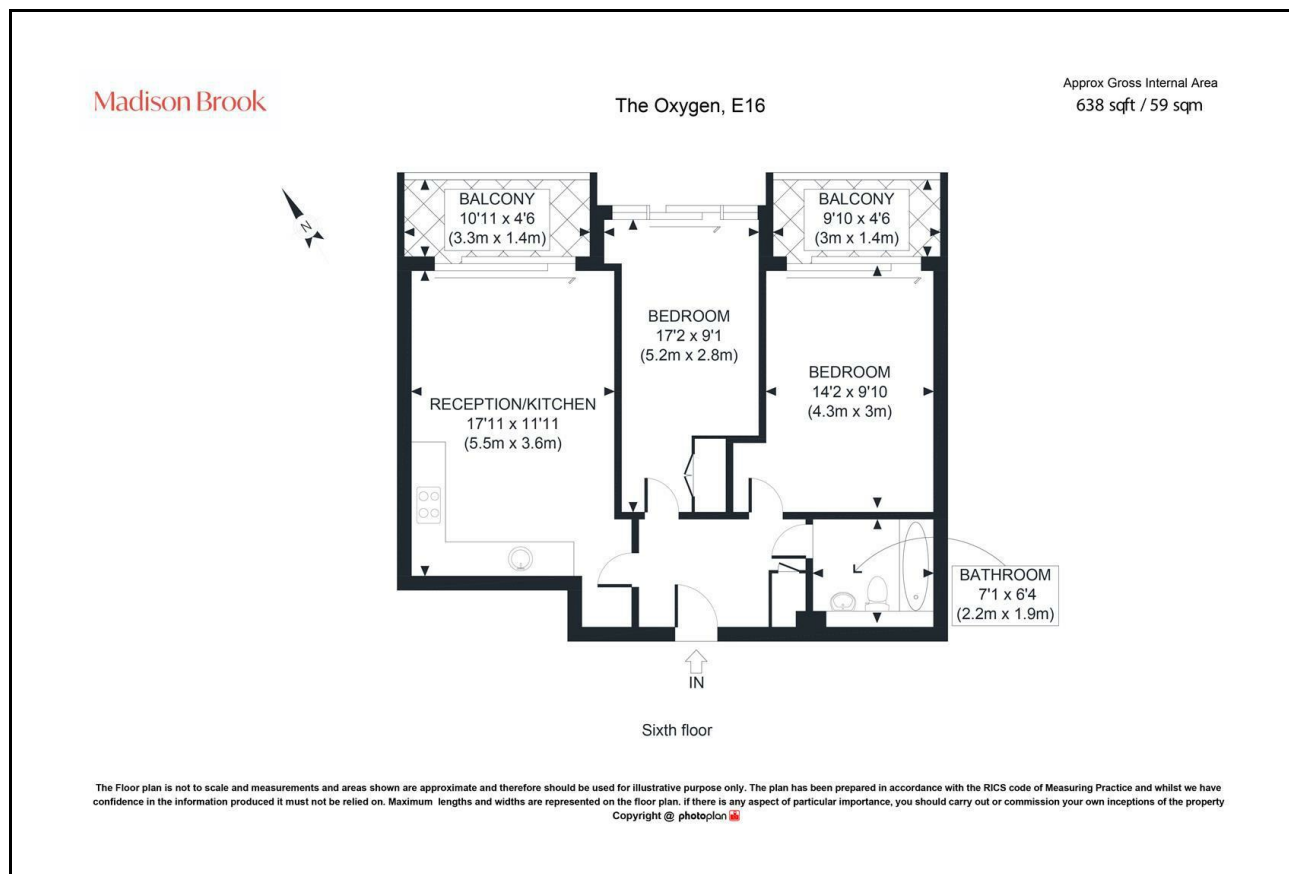 Madison Brook
The Oxygen, E16
Approx Gross Internal Area
638 sqft / 59 sqm
N
BALCONY
10'11 x 4'6
(3.3m x 1.4m)
BALCONY
9'10 x 4'6
(3m x 1.4m)
BEDROOM
17'2 x 9'1
(5.2m x 2.8m)
BEDROOM
14'2 x 9'10
(4.3m x 3m)
RECEPTION/KITCHEN
17'11 x 11'11
(5.5m x 3.6m)
BATHROOM
7'1 x 6'4
(2.2m x 1.9m)
IN
Sixth floor
The Floor plan is not to scale and measurements and areas shown are approximate and therefore should be used for illustrative purpose only. The plan has been prepared in accordance with the RICS code of Measuring Practice and whilst we have
confidence in the information produced it must not be relied on. Maximum lengths and widths are represented on the floor plan. if there is any aspect of particular importance, you should carry out or commission your own inceptions of the property
Copyright @ photoplan